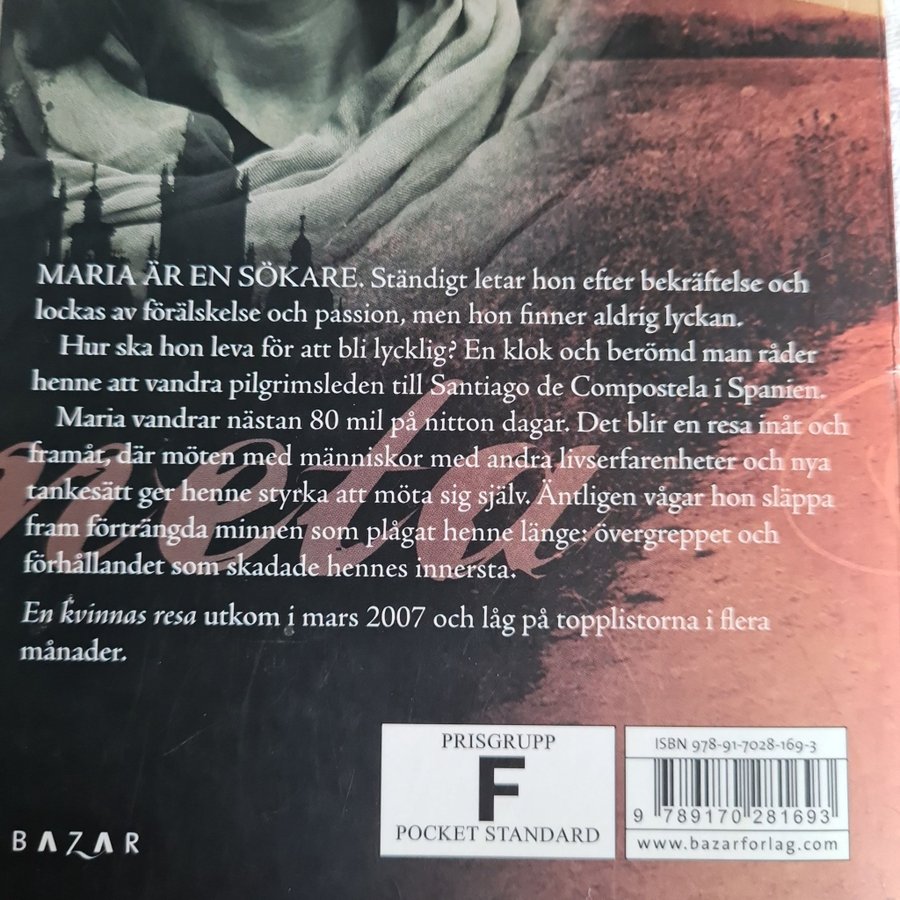 MARIA ÄR EN SÖKARE. Ständigt letar hon efter bekräftelse och
lockas av förälskelse och passion, men hon finner aldrig lyckan.
Hur ska hon leva för att bli lycklig? En klok och berömd man råder
henne att vandra pilgrimsleden till Santiago de Compostela i Spanien.
Maria vandrar nästan 80 mil på nitton dagar. Det blir en resa inåt och
framåt, där möten med människor med andra livserfarenheter och nya
tankesätt ger henne styrka att möta sig själv. Äntligen vågar hon släppa
fram förträngda minnen som plågat henne länge: övergreppet och
förhållandet som skadade hennes innersta.
En kvinnas resa utkom i mars 2007 och låg på topplistorna i flera
månader.
PRISGRUPP
F
POCKET STANDARD
ISBN 978-91-7028-169-3
9 789170 281693
www.bazarforlag.com
BAZAR